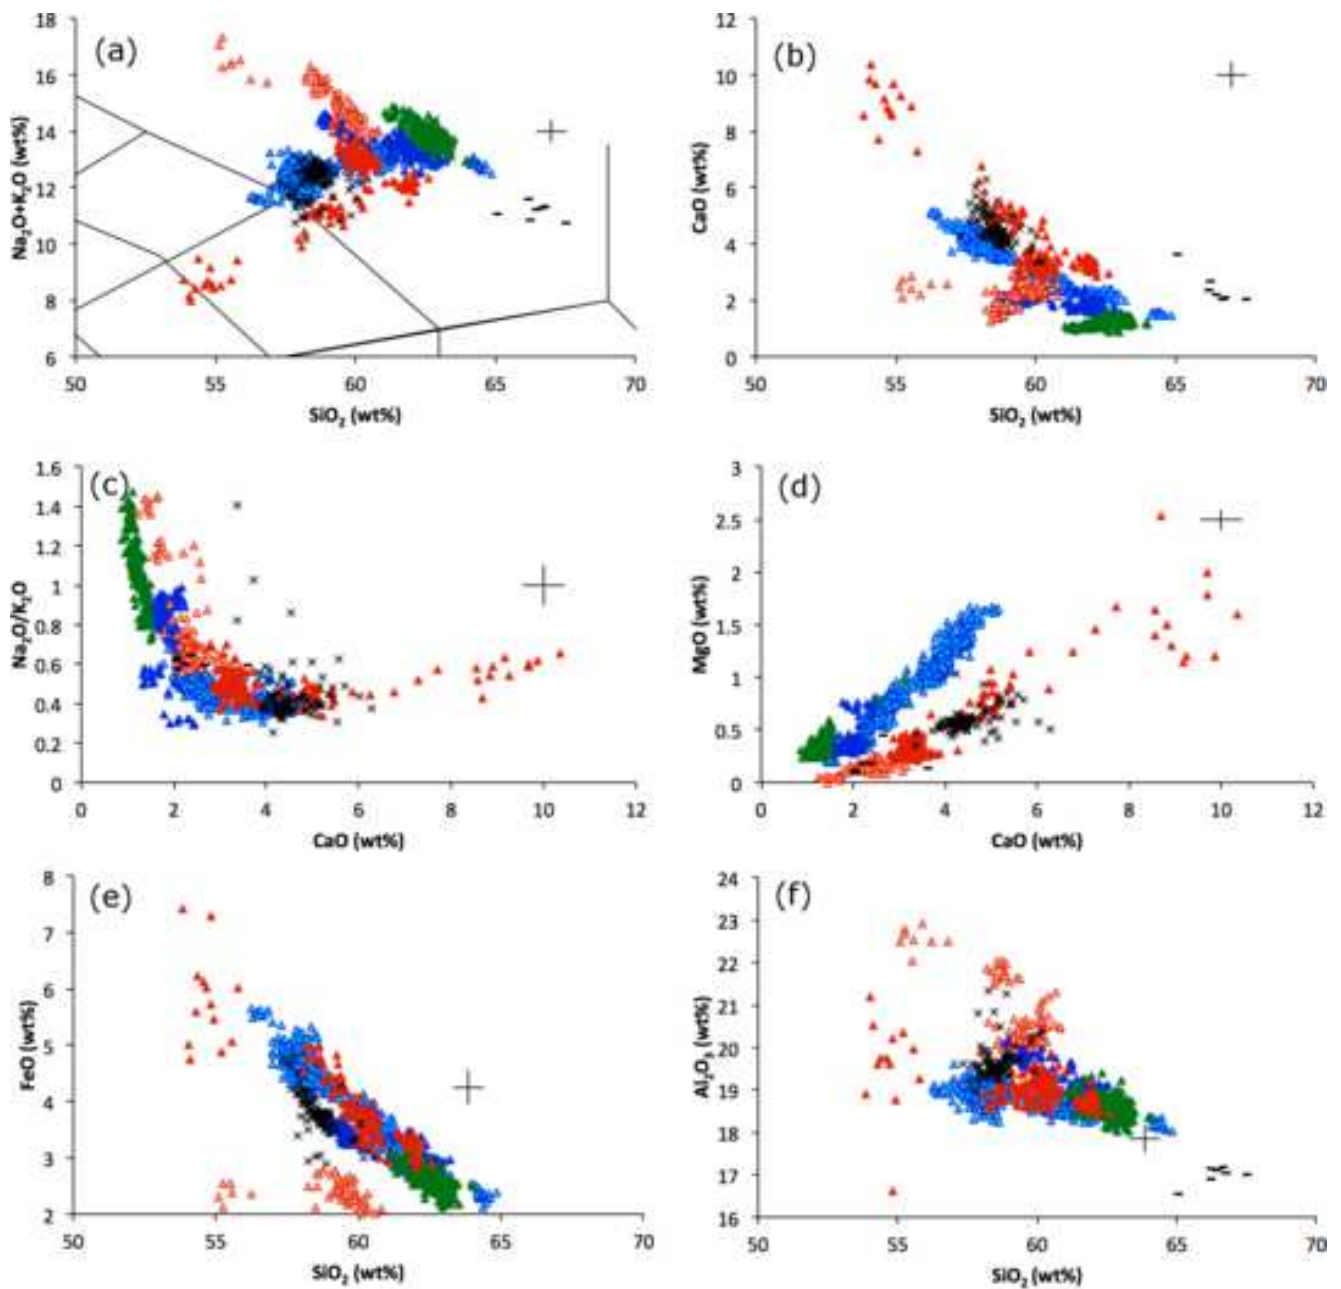 (a)
Na2O+K2O (wt%)
18
16
14
12
10
8
6
50 55 60 65 70
SiO2 (wt%)
(b)
CaO (wt%)
12
10
8
6
4
2
0
50 55 60 65 70
SiO2 (wt%)
(c)
Na2O/K2O
1.6
1.4
1.2
1
0.8
0.6
0.4
0.2
0
0 2 4 6 8 10 12
CaO (wt%)
(d)
MgO (wt%)
3
2.5
2
1.5
1
0.5
0
0 2 4 6 8 10 12
CaO (wt%)
(e)
FeO (wt%)
8
7
6
5
4
3
2
50 55 60 65 70
SiO2 (wt%)
(f)
Al2O3 (wt%)
24
23
22
21
20
19
18
17
16
50 55 60 65 70
SiO2 (wt%)